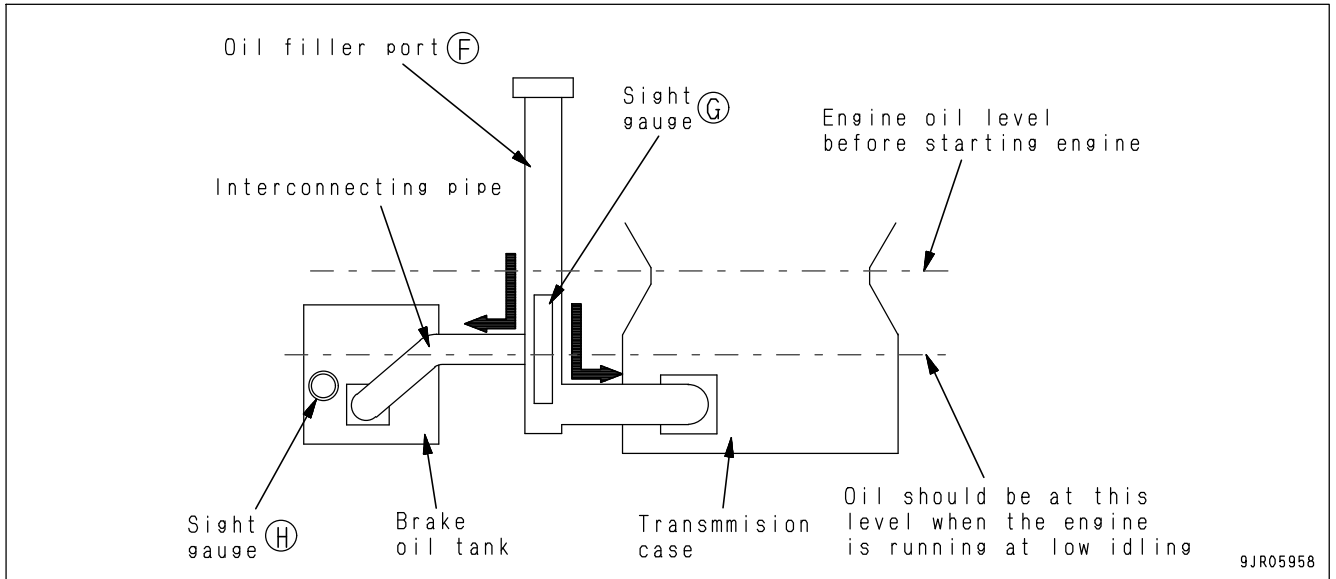 Oil filler port F
Sight
gauge G
Engine oil level
before starting engine
Interconnecting pipe
Sight
gauge H
Brake
oil tank
Transmmision
case
Oil should be at this
level when the engine
is running at low idling
9JR05958